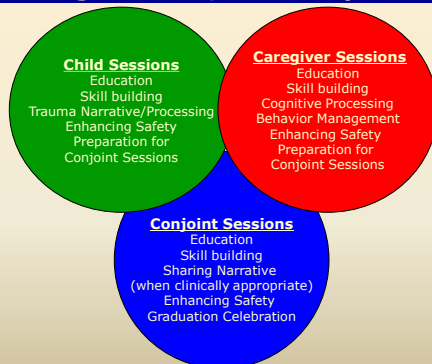 Child Sessions
Education
Skill building
Trauma Narrative/Processing
Enhancing Safety
Preparation for
Conjoint Sessions
Caregiver Sessions
Education
Skill building
Cognitive Processing
Behavior Management
Enhancing Safety
Preparation for
Conjoint Sessions
Conjoint Sessions
Education
Skill building
Sharing Narrative
(when clinically appropriate)
Enhancing Safety
Graduation Celebration